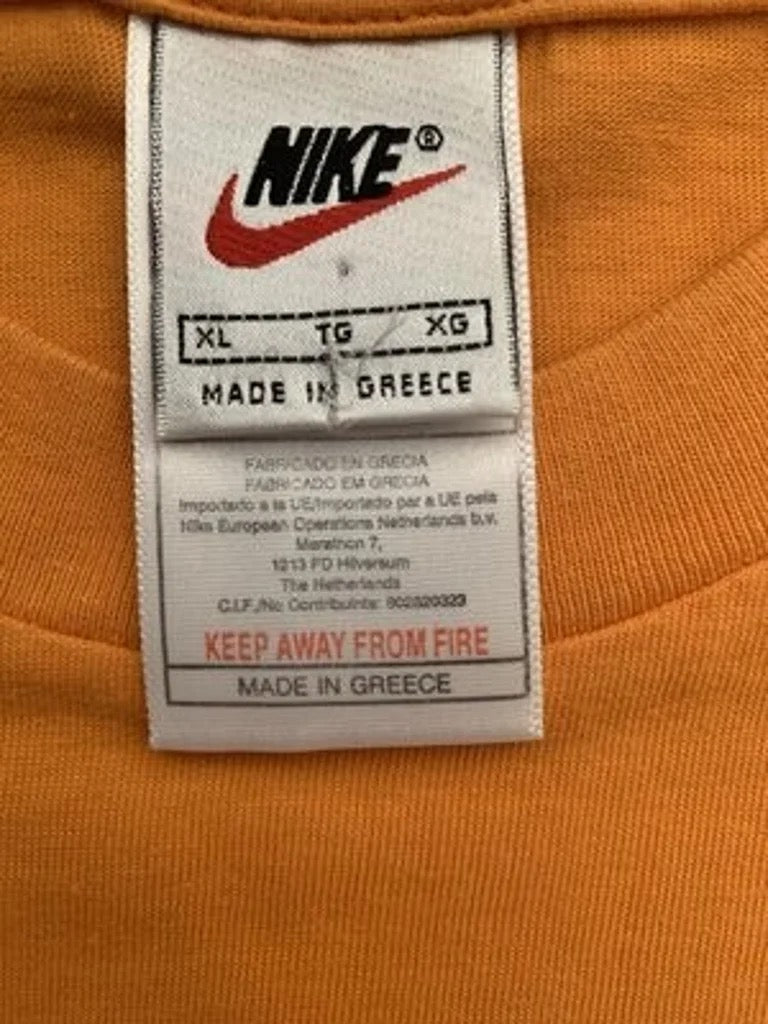 NIKE ®
XL TG XG
MADE IN GREECE
FABRICADO EN GRECIA
FABRICADO EM GRECIA
Importado a la UE/Importado par a UE pela
Nike European Operations Netherlands b.v.
Marathon 7,
1213 PD Hilversum
The Netherlands
C.I.F./No Contribuinte:
KEEP AWAY FROM FIRE
MADE IN GREECE